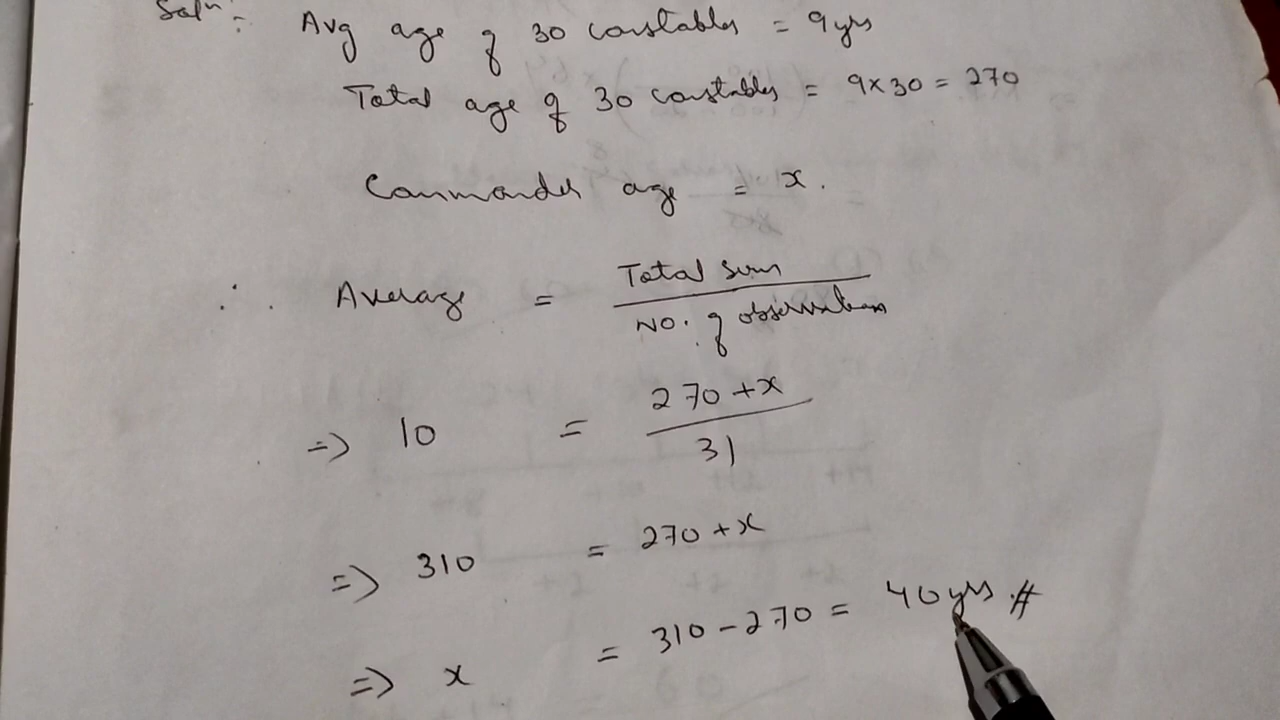 Solⁿ :-
Avg age of 30 constables = 9 yrs
Total age of 30 constables = 9×30 = 270
Commander age = x.
∴ Average = Total sum / No. of observations
=> 10 = 270 + x / 31
=> 310 = 270 + x
=> x = 310 - 270 = 40 yrs #